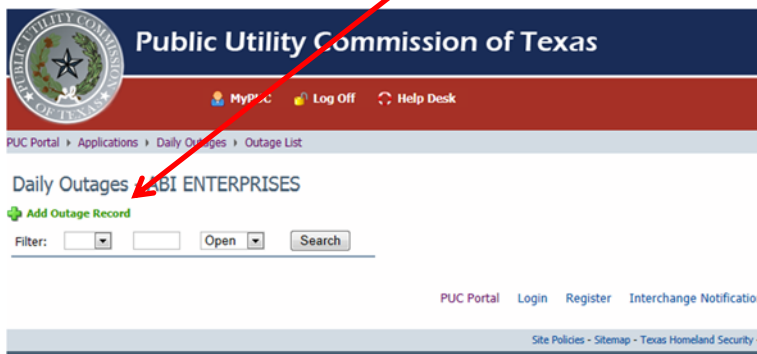 PUBLIC UTILITY COMMISSION OF TEXAS
Public Utility Commission of Texas
MyPUC Log Off Help Desk
PUC Portal Applications Daily Outages Outage List
Daily Outages - ABI ENTERPRISES
Add Outage Record
Filter: Open Search
PUC Portal Login Register Interchange
Site Policies - Sitemap - Texas Homeland Security